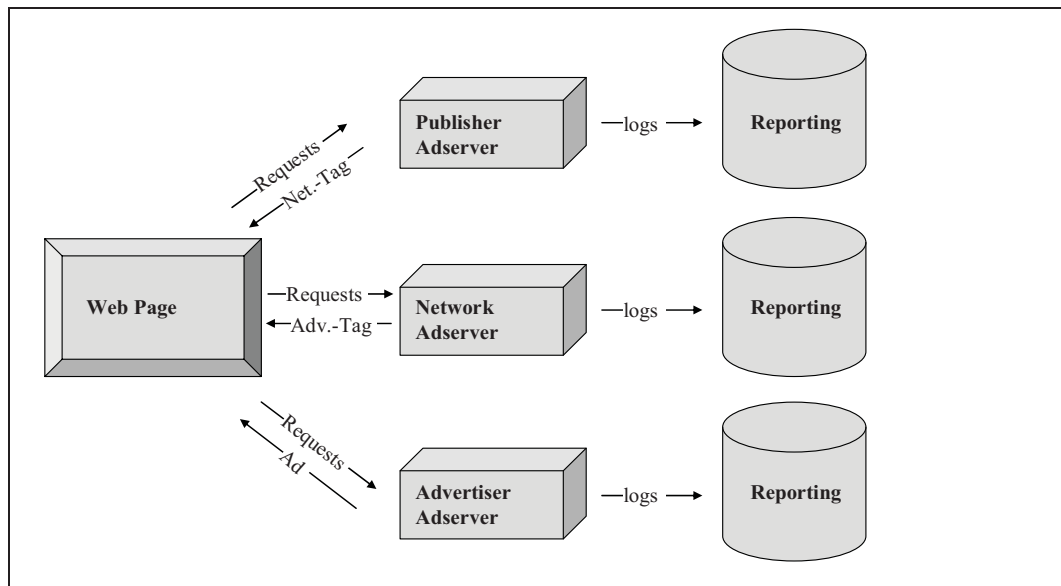 Publisher
Adserver
logs
Reporting
Requests
Net.-Tag
Web Page
Requests
Adv.-Tag
Network
Adserver
logs
Reporting
Requests
Ad
Advertiser
Adserver
logs
Reporting